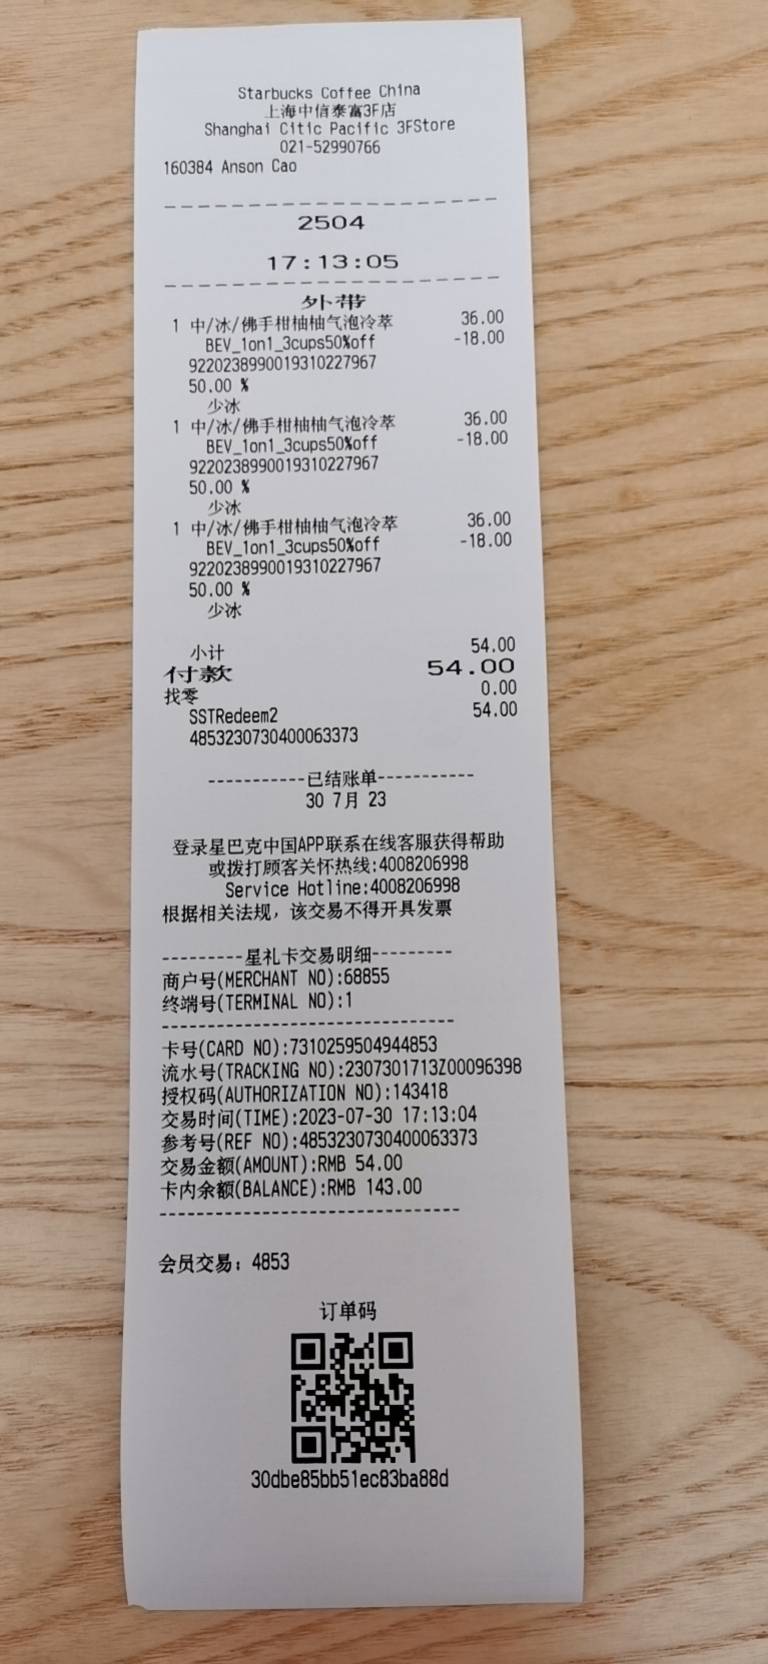 Starbucks Coffee China
上海中信泰富3F店
Shanghai Citic Pacific 3FStore
021-52990766
160384 Anson Cao
2504
17:13:05
外带
1 中/冰/佛手柑柚柚气泡冷萃 36.00
BEV_1on1_3cups50%off -18.00
9220238990019310227967
50.00 %
少冰
1 中/冰/佛手柑柚柚气泡冷萃 36.00
BEV_1on1_3cups50%off -18.00
9220238990019310227967
50.00 %
少冰
1 中/冰/佛手柑柚柚气泡冷萃 36.00
BEV_1on1_3cups50%off -18.00
9220238990019310227967
50.00 %
少冰
小计 54.00
付款 54.00
找零 0.00
SSTRedeem2 54.00
4853230730400063373
-----------已结账单-----------
30 7月 23
登录星巴克中国APP联系在线客服获得帮助
或拨打顾客关怀热线:4008206998
Service Hotline:4008206998
根据相关法规，该交易不得开具发票
---------星礼卡交易明细---------
商户号(MERCHANT NO):68855
终端号(TERMINAL NO):1
卡号(CARD NO):7310259504944853
流水号(TRACKING NO):2307301713Z00096398
授权码(AUTHORIZATION NO):143418
交易时间(TIME):2023-07-30 17:13:04
参考号(REF NO):4853230730400063373
交易金额(AMOUNT):RMB 54.00
卡内余额(BALANCE):RMB 143.00
会员交易：4853
订单码
30dbe85bb51ec83ba88d